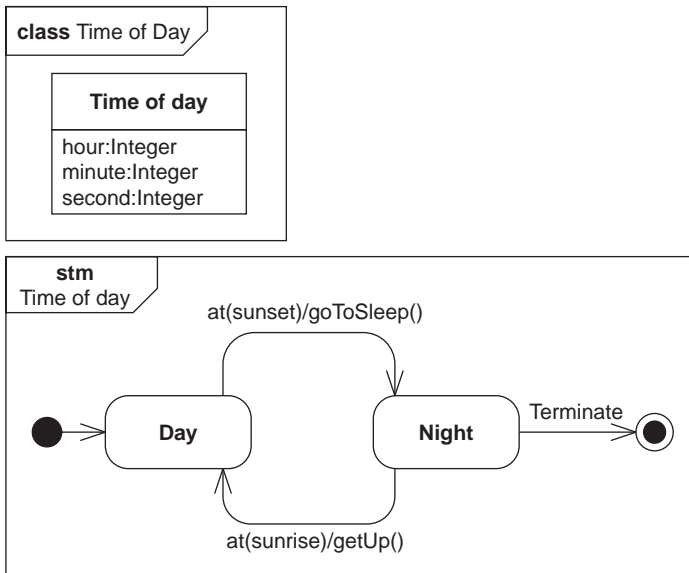 class Time of Day
Time of day
hour:Integer
minute:Integer
second:Integer
stm
Time of day
at(sunset)/goToSleep()
Day
Night
Terminate
at(sunrise)/getUp()